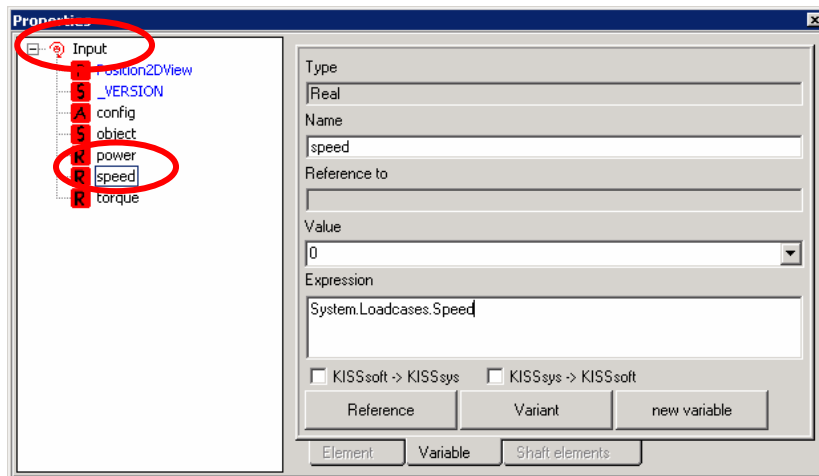 Properties
Input
Position2DView
S _VERSION
A config
S object
R power
R speed
R torque
Type
Real
Name
speed
Reference to
Value
0
Expression
System.Loadcases.Speed
KISSsoft -> KISSsys
KISSsys -> KISSsoft
Reference
Variant
new variable
Element
Variable
Shaft elements